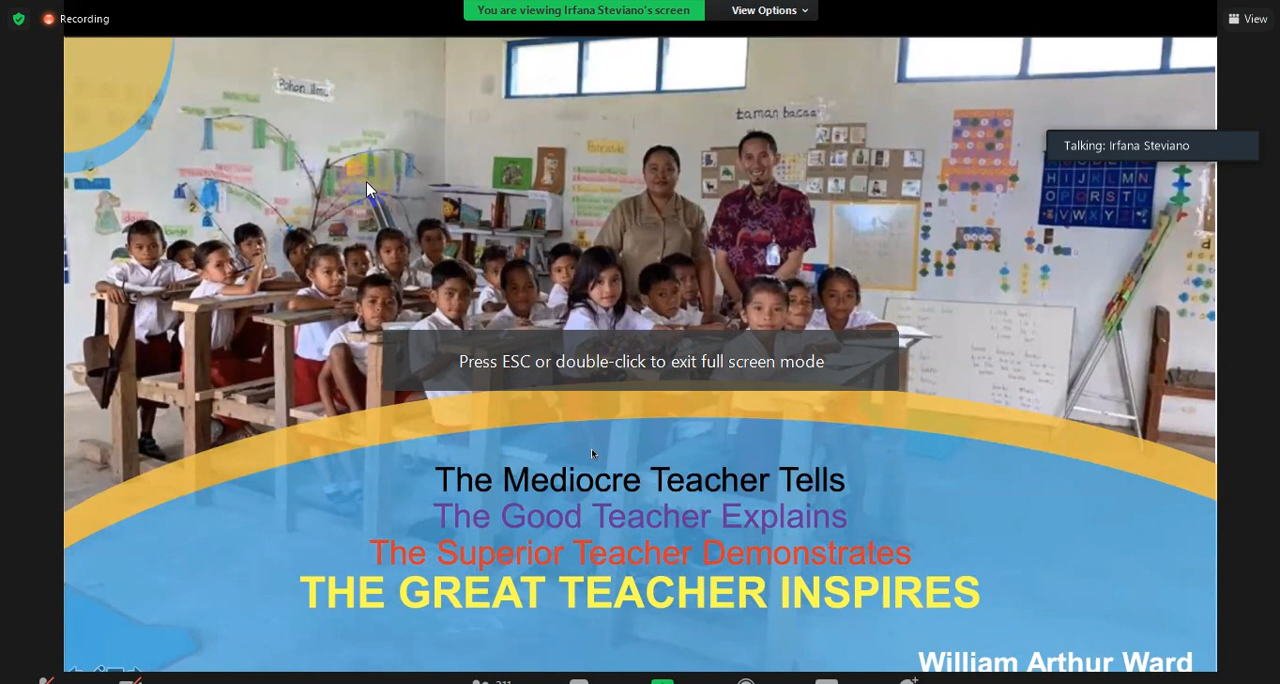 Recording
You are viewing Irfana Steviano's screen
View Options
View
Pohon Ilmu
taman bacaa
Talking: Irfana Steviano
H I J K L M N
O P Q R S T U
V W X Y Z
Press ESC or double-click to exit full screen mode
The Mediocre Teacher Tells
The Good Teacher Explains
The Superior Teacher Demonstrates
THE GREAT TEACHER INSPIRES
William Arthur Ward